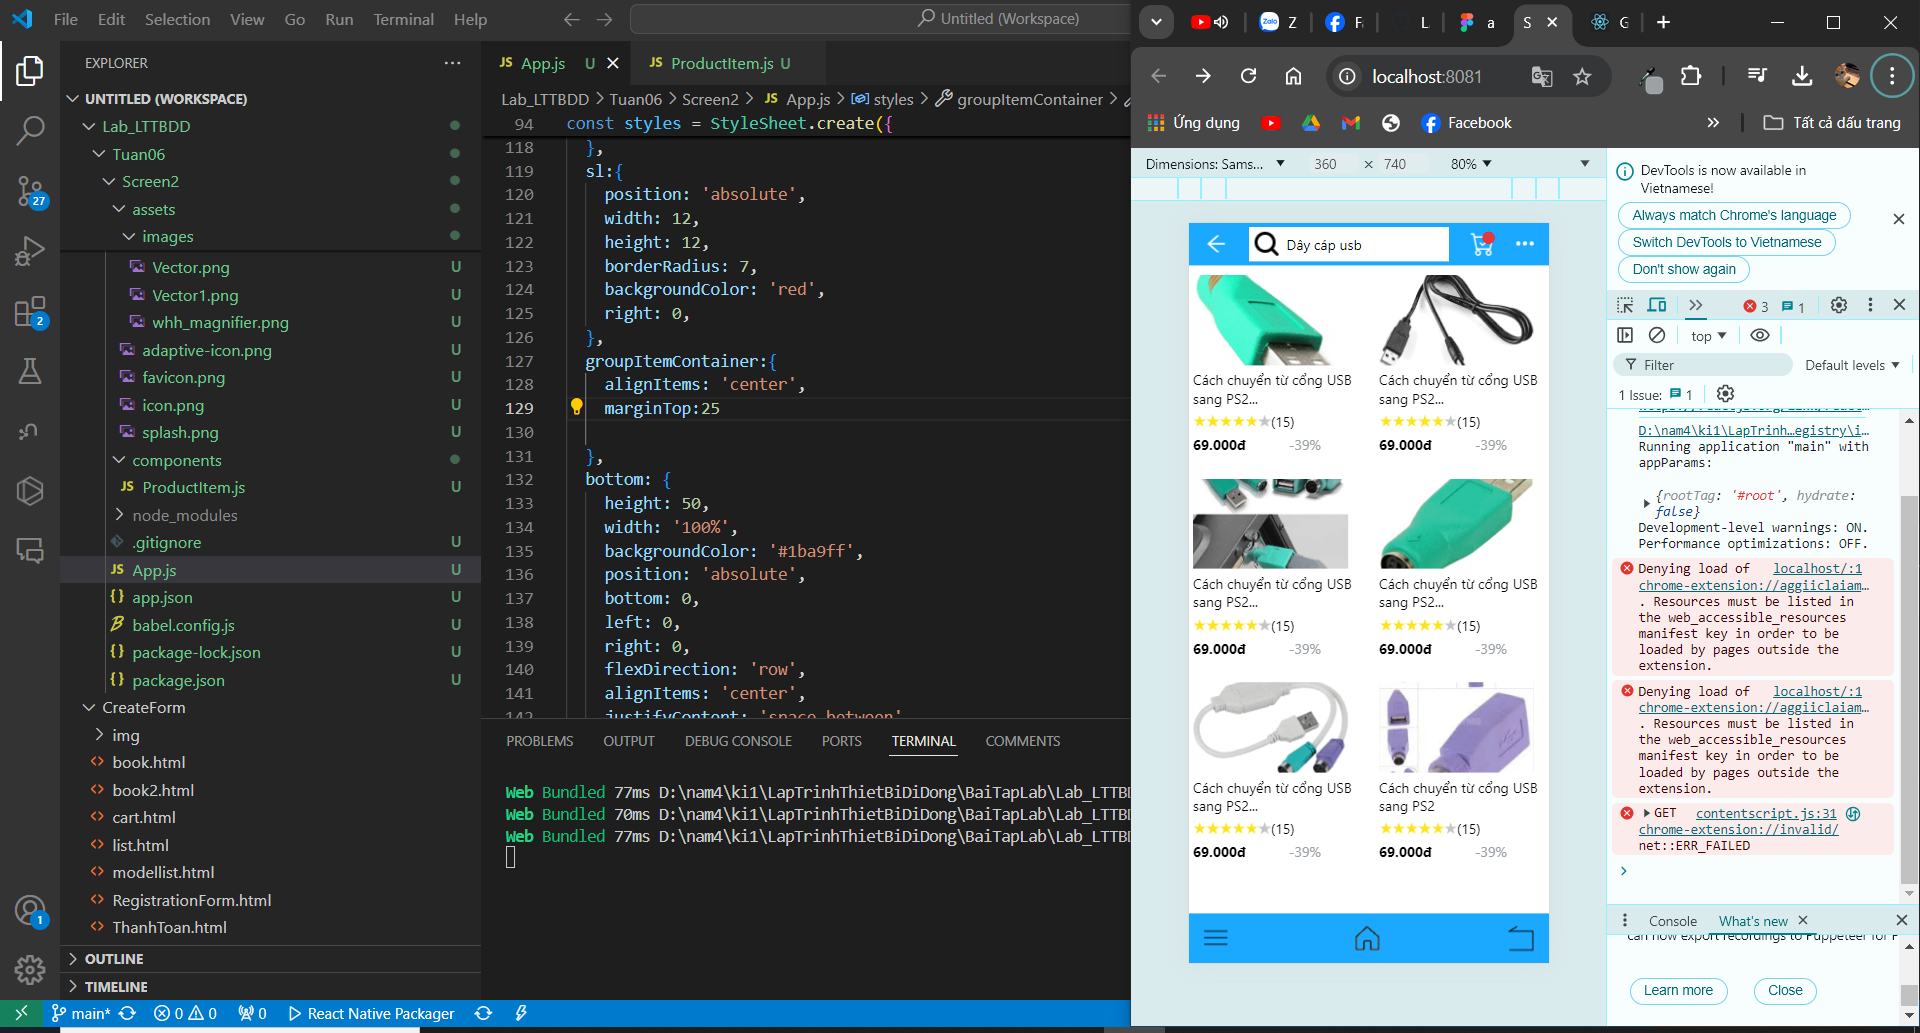 File Edit Selection View Go Run Terminal Help
Untitled (Workspace)
EXPLORER
UNTITLED (WORKSPACE)
Lab_LTTBDD
Tuan06
Screen2
assets
images
Vector.png U
Vector1.png U
whh_magnifier.png U
adaptive-icon.png U
favicon.png U
icon.png U
splash.png U
components
JS ProductItem.js U
node_modules
.gitignore U
JS App.js U
{} app.json U
babel.config.js U
{} package-lock.json U
{} package.json U
CreateForm
img
<> book.html
<> book2.html
<> cart.html
<> list.html
<> modellist.html
<> RegistrationForm.html
<> ThanhToan.html
OUTLINE
TIMELINE
27
2
1
JS App.js U
JS ProductItem.js U
Lab_LTTBDD > Tuan06 > Screen2 > JS App.js > styles > groupItemContainer >
94 const styles = StyleSheet.create({
118 },
119 sl:{
120 position: 'absolute',
121 width: 12,
122 height: 12,
123 borderRadius: 7,
124 backgroundColor: 'red',
125 right: 0,
126 },
127 groupItemContainer:{
128 alignItems: 'center',
129 marginTop:25
130
131 },
132 bottom: {
133 height: 50,
134 width: '100%',
135 backgroundColor: '#1ba9ff',
136 position: 'absolute',
137 bottom: 0,
138 left: 0,
139 right: 0,
140 flexDirection: 'row',
141 alignItems: 'center',
142 justifyContent: 'space-between'
PROBLEMS OUTPUT DEBUG CONSOLE PORTS TERMINAL COMMENTS
Web Bundled 77ms D:\nam4\ki1\LapTrinhThietBiDiDong\BaiTapLab\Lab_LTTBD
Web Bundled 70ms D:\nam4\ki1\LapTrinhThietBiDiDong\BaiTapLab\Lab_LTTBD
Web Bundled 77ms D:\nam4\ki1\LapTrinhThietBiDiDong\BaiTapLab\Lab_LTTBD
main* 0 0 0 React Native Packager
Zalo Z F L a S G
localhost:8081
Ứng dụng Facebook Tất cả dấu trang
Dimensions: Sams... 360 × 740 80%
Dây cáp usb
Cách chuyển từ cổng USB
sang PS2...
(15)
69.000đ -39%
Cách chuyển từ cổng USB
sang PS2...
(15)
69.000đ -39%
Cách chuyển từ cổng USB
sang PS2...
(15)
69.000đ -39%
Cách chuyển từ cổng USB
sang PS2...
(15)
69.000đ -39%
Cách chuyển từ cổng USB
sang PS2...
(15)
69.000đ -39%
Cách chuyển từ cổng USB
sang PS2
(15)
69.000đ -39%
DevTools is now available in
Vietnamese!
Always match Chrome's language
Switch DevTools to Vietnamese
Don't show again
3 1
top
Filter Default levels
1 Issue: 1
D:\nam4\ki1\LapTrinh…egistry\i…
Running application "main" with
appParams:
{rootTag: '#root', hydrate:
false}
Development-level warnings: ON.
Performance optimizations: OFF.
Denying load of localhost/:1
chrome-extension://aggiiclaiam…
. Resources must be listed in
the web_accessible_resources
manifest key in order to be
loaded by pages outside the
extension.
Denying load of localhost/:1
chrome-extension://aggiiclaiam…
. Resources must be listed in
the web_accessible_resources
manifest key in order to be
loaded by pages outside the
extension.
GET contentscript.js:31
chrome-extension://invalid/
net::ERR_FAILED
Console What's new
can now export recordings to Puppeteer for F
Learn more Close